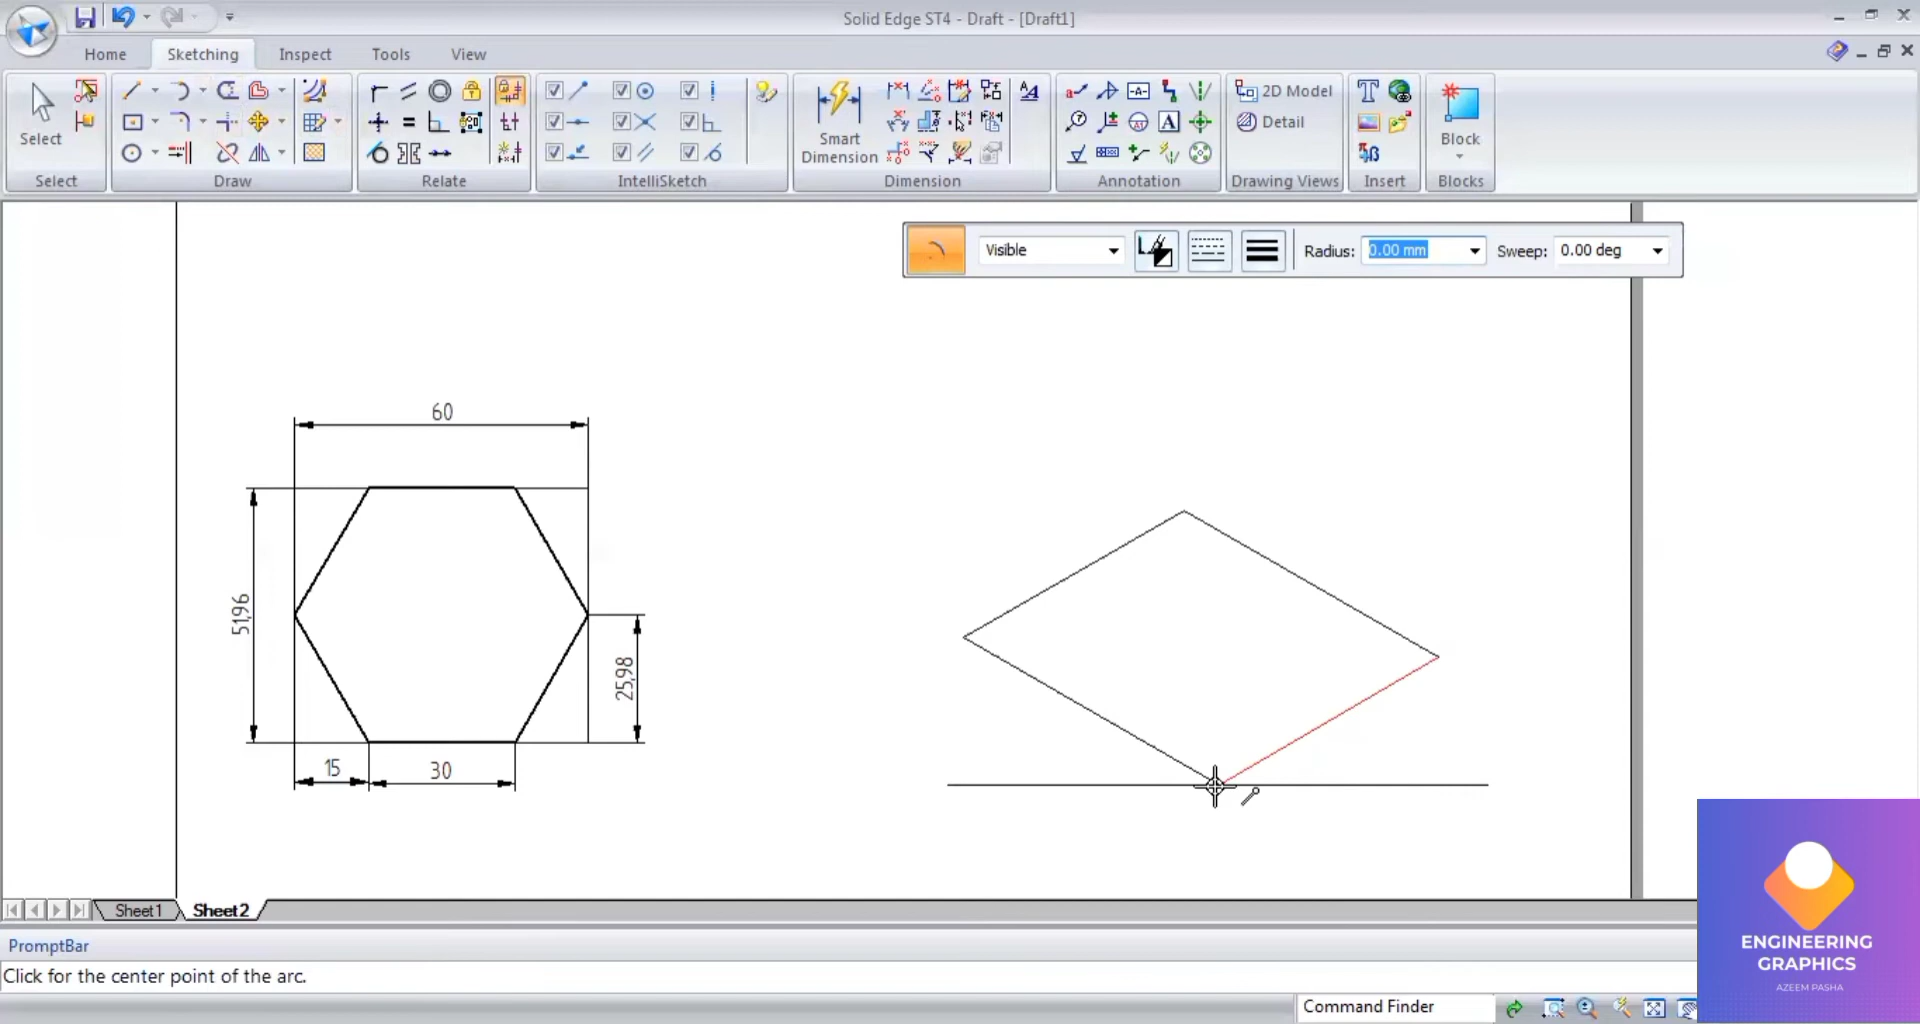 Solid Edge ST4 - Draft - [Draft1]
Home
Sketching
Inspect
Tools
View
Select
Select
Draw
Relate
IntelliSketch
Smart
Dimension
Dimension
Annotation
2D Model
Detail
Drawing Views
Insert
Block
Blocks
Visible
Radius:
0.00 mm
Sweep:
0.00 deg
60
51,96
25,98
15
30
Sheet1
Sheet2
PromptBar
Click for the center point of the arc.
Command Finder
ENGINEERING
GRAPHICS
AZEEM PASHA